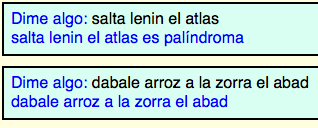 Dime algo: salta lenin el atlas
salta lenin el atlas es palíndroma
Dime algo: dabale arroz a la zorra el abad
dabale arroz a la zorra el abad